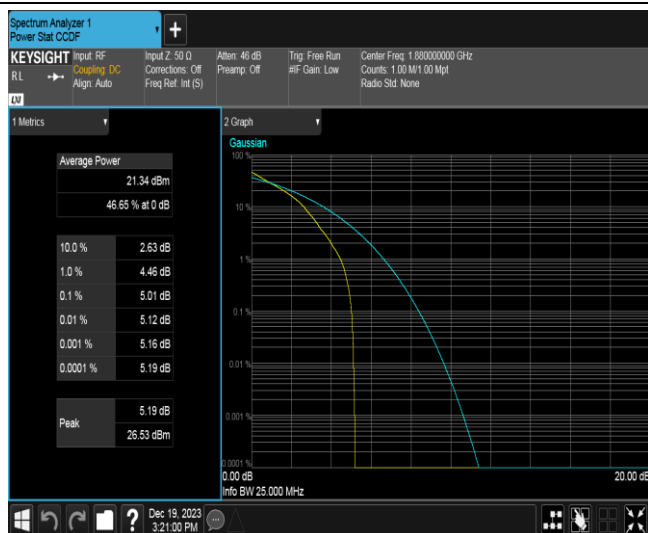 Spectrum Analyzer 1
Power Stat CCDF
+
KEYSIGHT
RL
LXI
Input: RF
Coupling: DC
Align: Auto
Input Z: 50 Ω
Corrections: Off
Freq Ref: Int (S)
Atten: 46 dB
Preamp: Off
Trig: Free Run
#IF Gain: Low
Center Freq: 1.880000000 GHz
Counts: 1.00 M/1.00 Mpt
Radio Std: None
1 Metrics
Average Power
21.34 dBm
46.65 % at 0 dB
10.0 % 2.63 dB
1.0 % 4.46 dB
0.1 % 5.01 dB
0.01 % 5.12 dB
0.001 % 5.16 dB
0.0001 % 5.19 dB
Peak
5.19 dB
26.53 dBm
2 Graph
Gaussian
100 %
10 %
1 %
0.1 %
0.01 %
0.001 %
0.0001 %
0.00 dB
20.00 dB
Info BW 25.000 MHz
?
Dec 19, 2023
3:21:00 PM